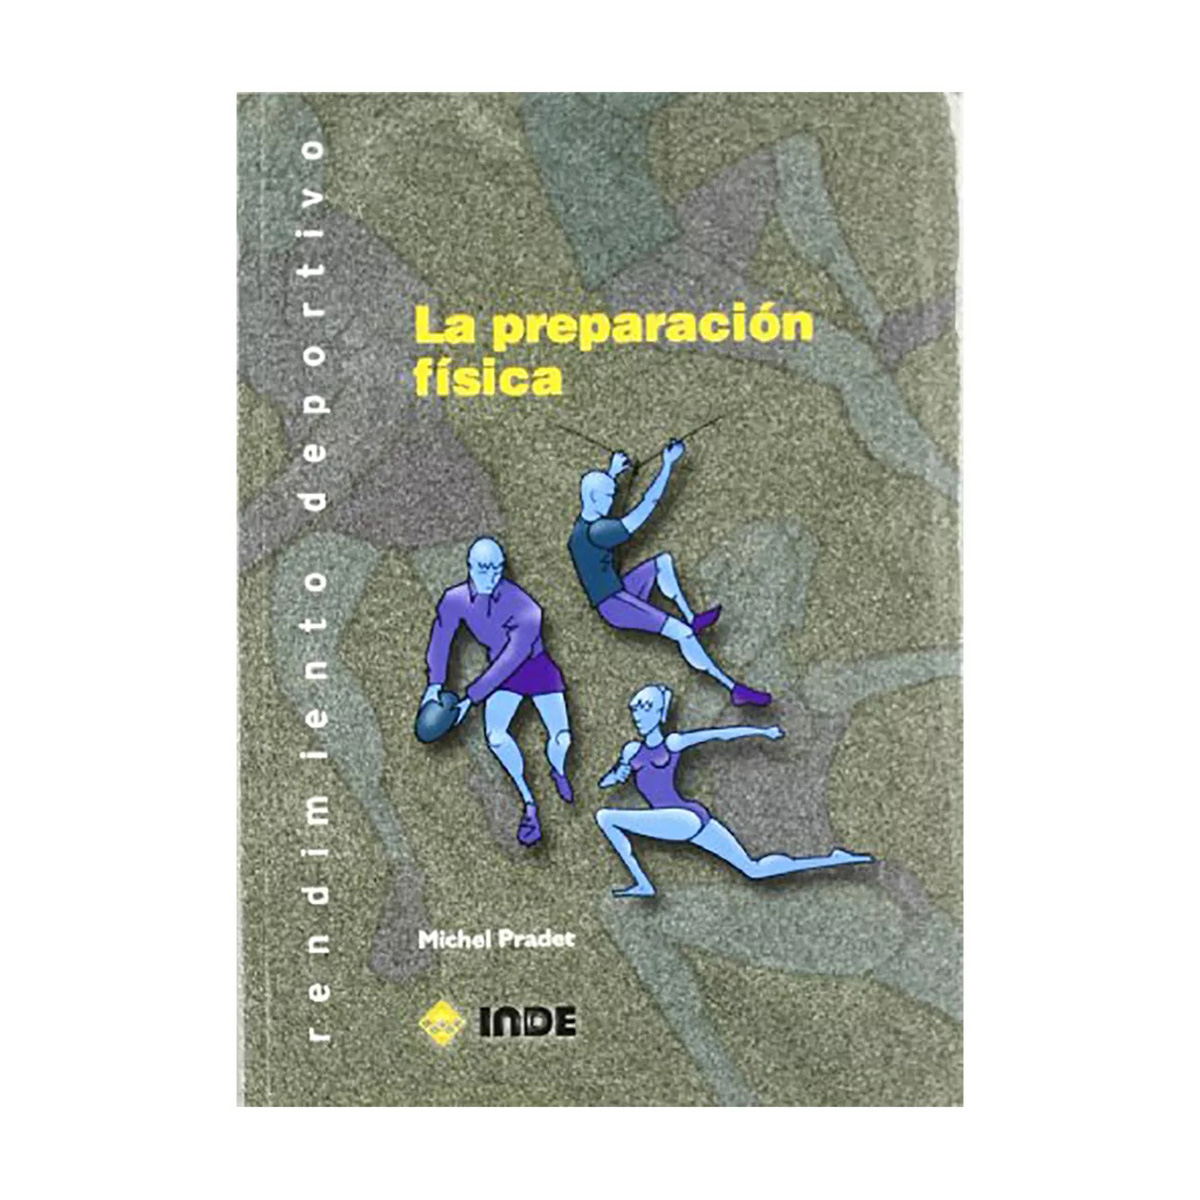 rendimiento deportivo
La preparación
física
Michel Pradet
INDE